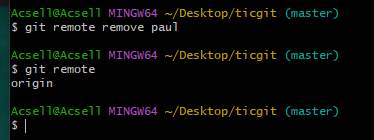 Acsell@Acsell MINGW64 ~/Desktop/ticgit (master)
$ git remote remove paul
Acsell@Acsell MINGW64 ~/Desktop/ticgit (master)
$ git remote
origin
Acsell@Acsell MINGW64 ~/Desktop/ticgit (master)
$